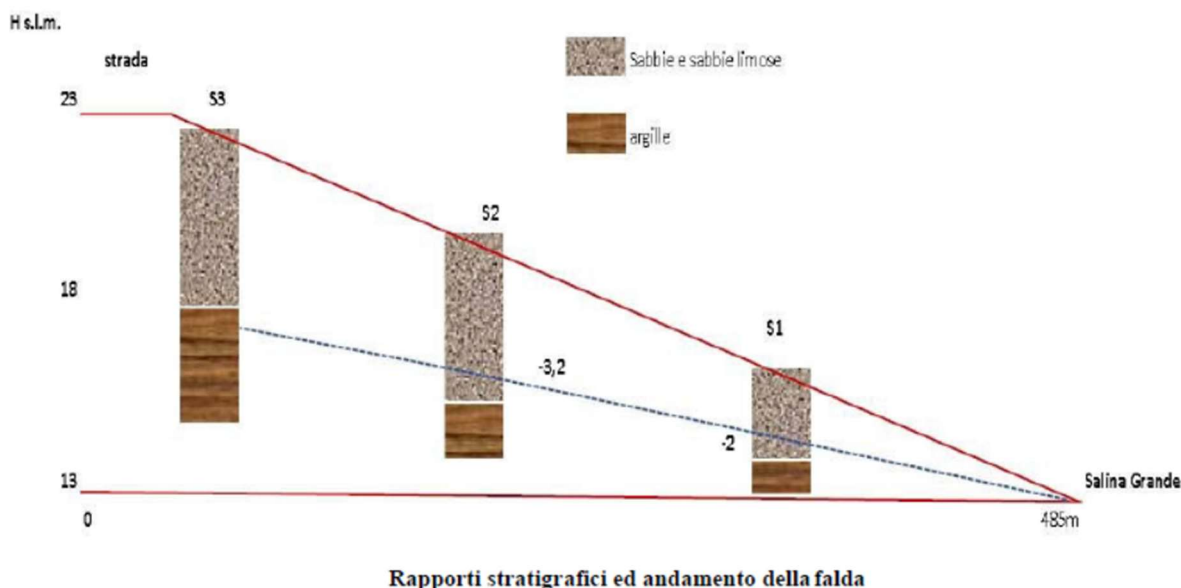 H s.l.m.
strada
Sabbie e sabbie limose
23
S3
argille
S2
18
S1
-3,2
-2
13
Salina Grande
0
485m
Rapporti stratigrafici ed andamento della falda